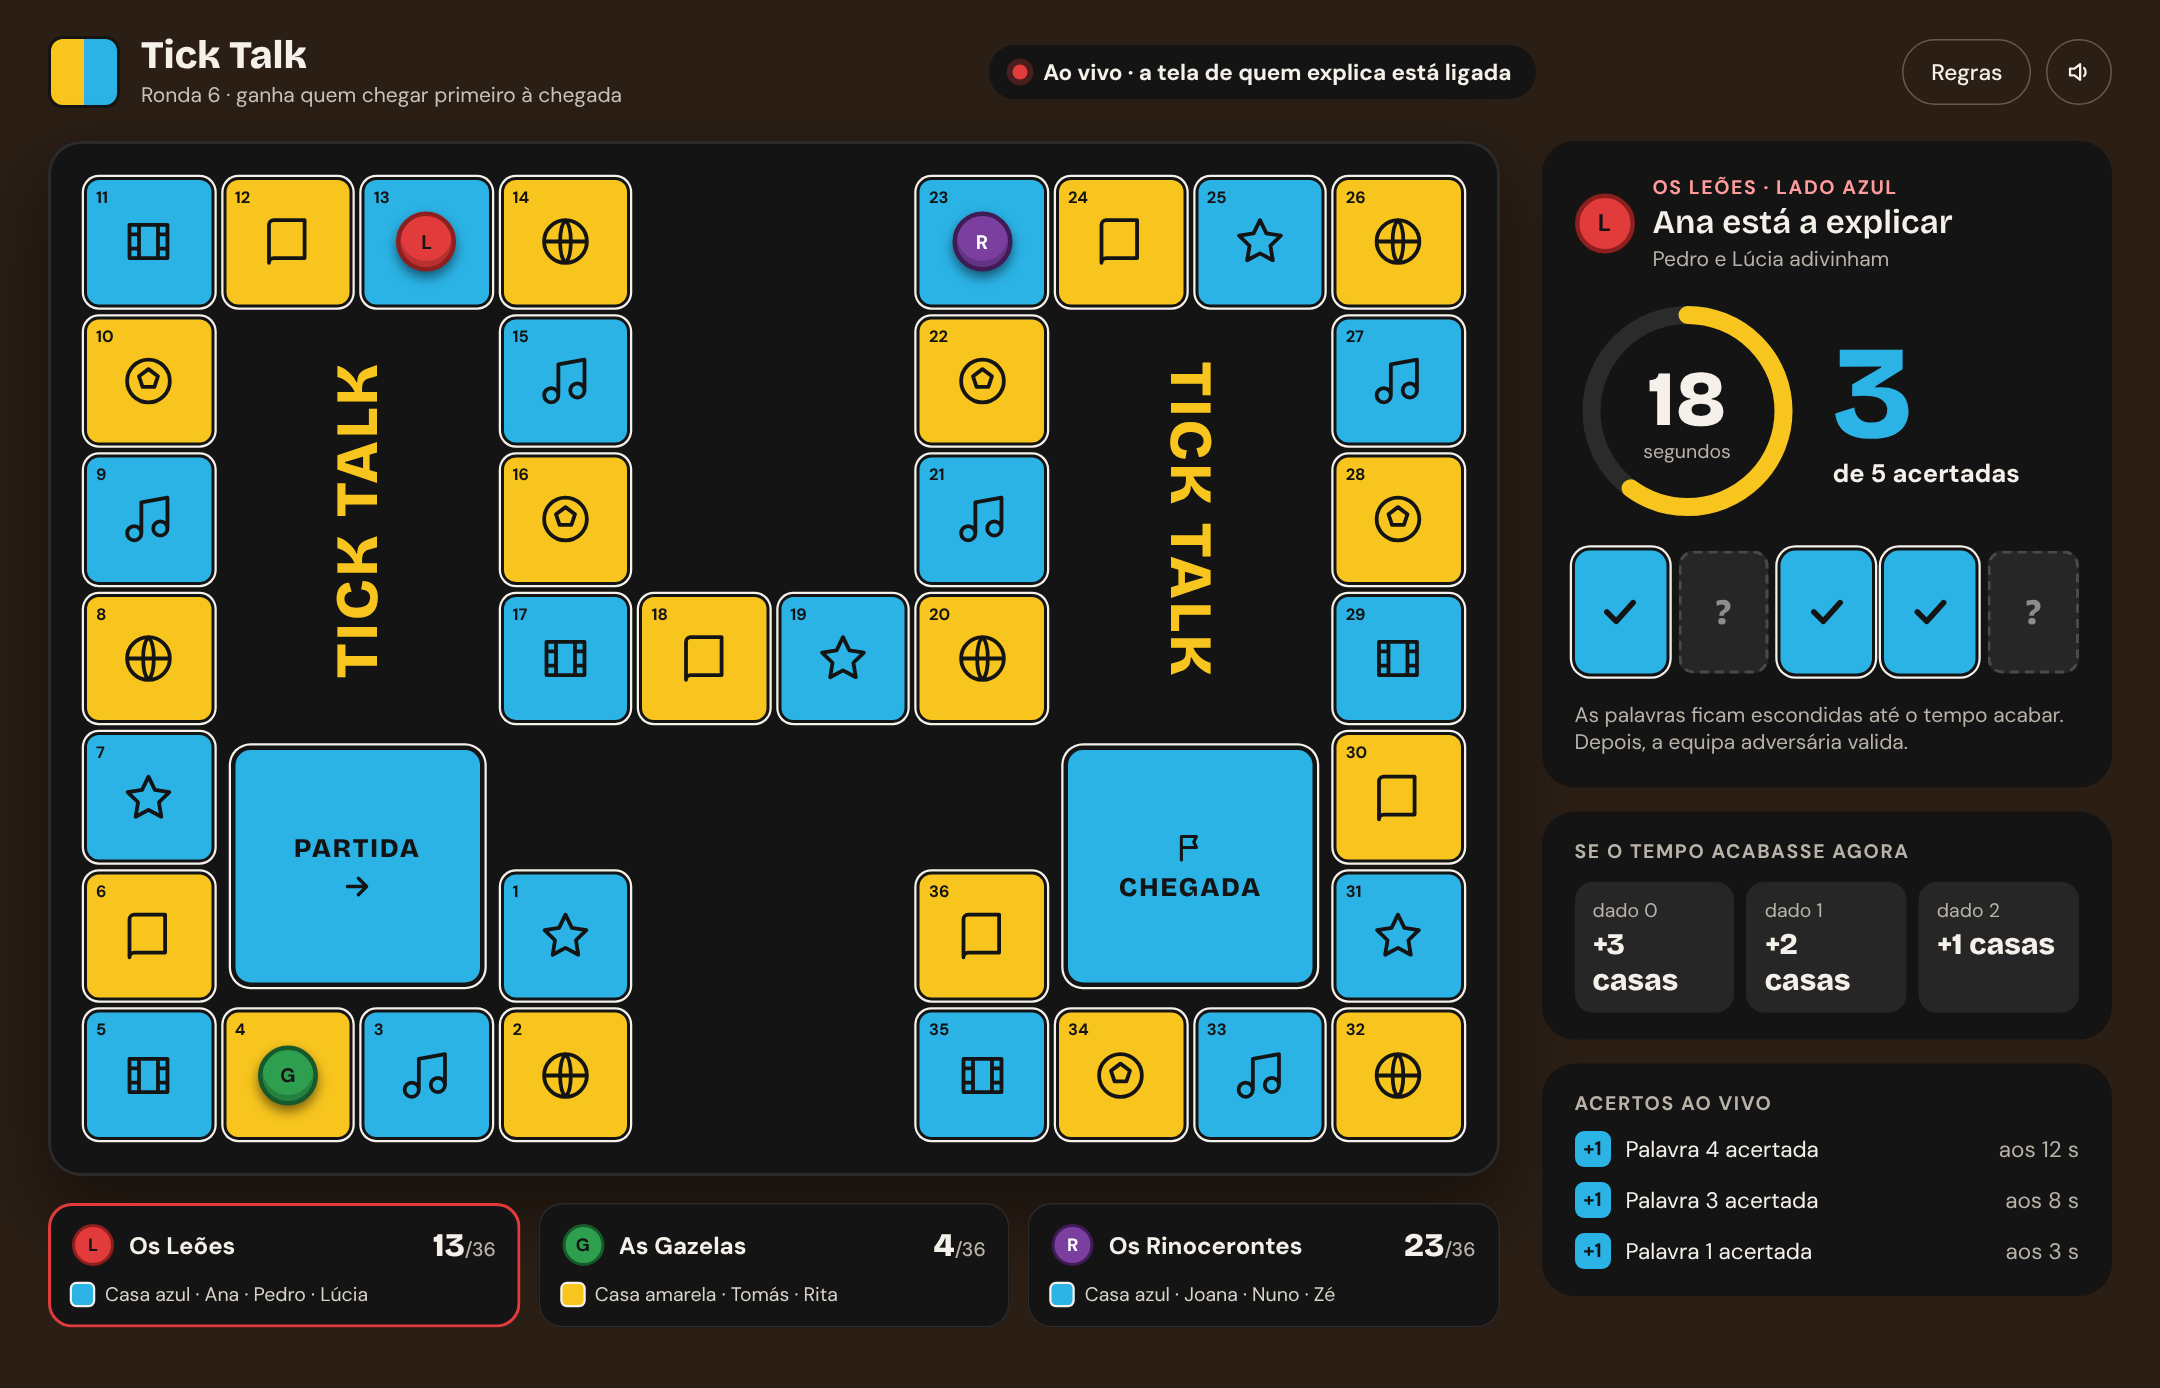 Tick Talk
Ronda 6 · ganha quem chegar primeiro à chegada
Ao vivo · a tela de quem explica está ligada
Regras
11
12
13
L
14
23
R
24
25
26
10
15
22
27
9
16
21
28
TICK TALK
TICK TALK
8
17
18
19
20
29
7
PARTIDA
CHEGADA
30
6
1
36
31
5
4
G
3
2
35
34
33
32
L
Os Leões
13/36
Casa azul · Ana · Pedro · Lúcia
G
As Gazelas
4/36
Casa amarela · Tomás · Rita
R
Os Rinocerontes
23/36
Casa azul · Joana · Nuno · Zé
L
OS LEÕES · LADO AZUL
Ana está a explicar
Pedro e Lúcia adivinham
18
segundos
3
de 5 acertadas
?
?
As palavras ficam escondidas até o tempo acabar.
Depois, a equipa adversária valida.
SE O TEMPO ACABASSE AGORA
dado 0
+3
casas
dado 1
+2
casas
dado 2
+1 casas
ACERTOS AO VIVO
+1 Palavra 4 acertada aos 12 s
+1 Palavra 3 acertada aos 8 s
+1 Palavra 1 acertada aos 3 s